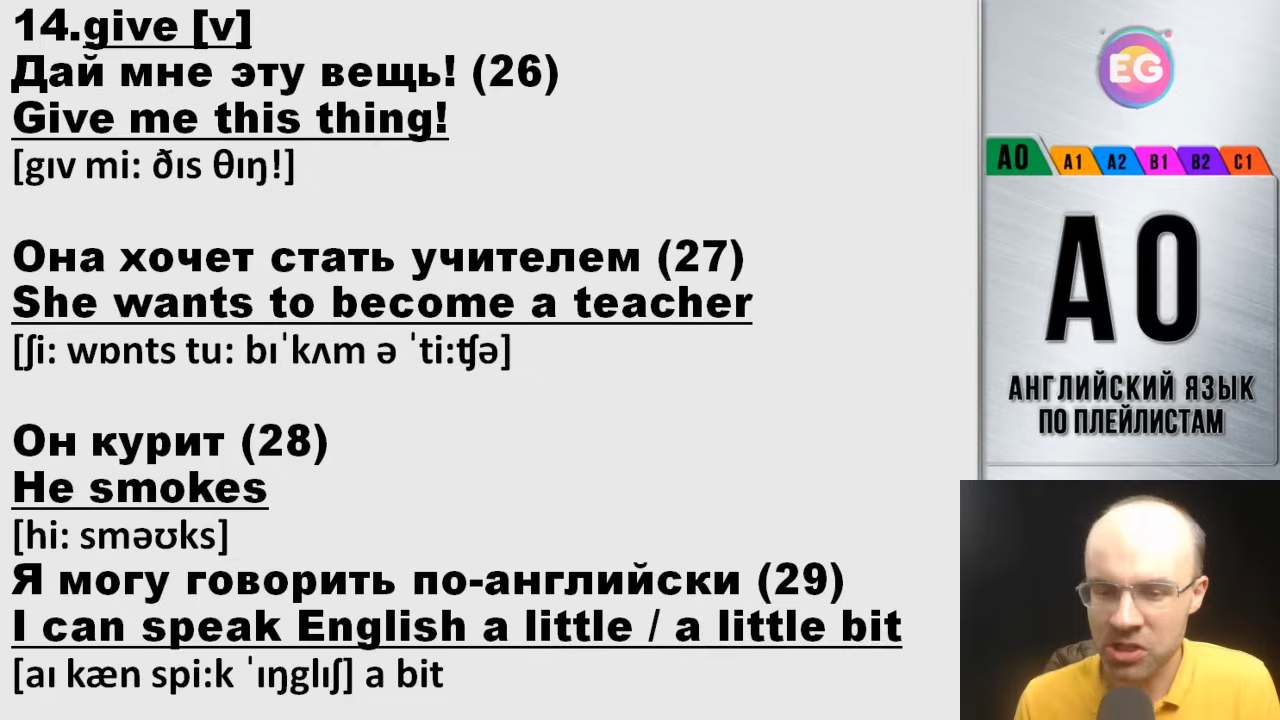 14.give [v]
Дай мне эту вещь! (26)
Give me this thing!
[gɪv mi: ðɪs θɪŋ!]
Она хочет стать учителем (27)
She wants to become a teacher
[ʃi: wɒnts tu: bɪˈkʌm ə ˈti:ʧə]
Он курит (28)
He smokes
[hi: sməʊks]
Я могу говорить по-английски (29)
I can speak English a little / a little bit
[aɪ kæn spi:k ˈɪŋglɪʃ] a bit
EG
A0 A1 A2 B1 B2 C1
A0
АНГЛИЙСКИЙ ЯЗЫК
ПО ПЛЕЙЛИСТАМ